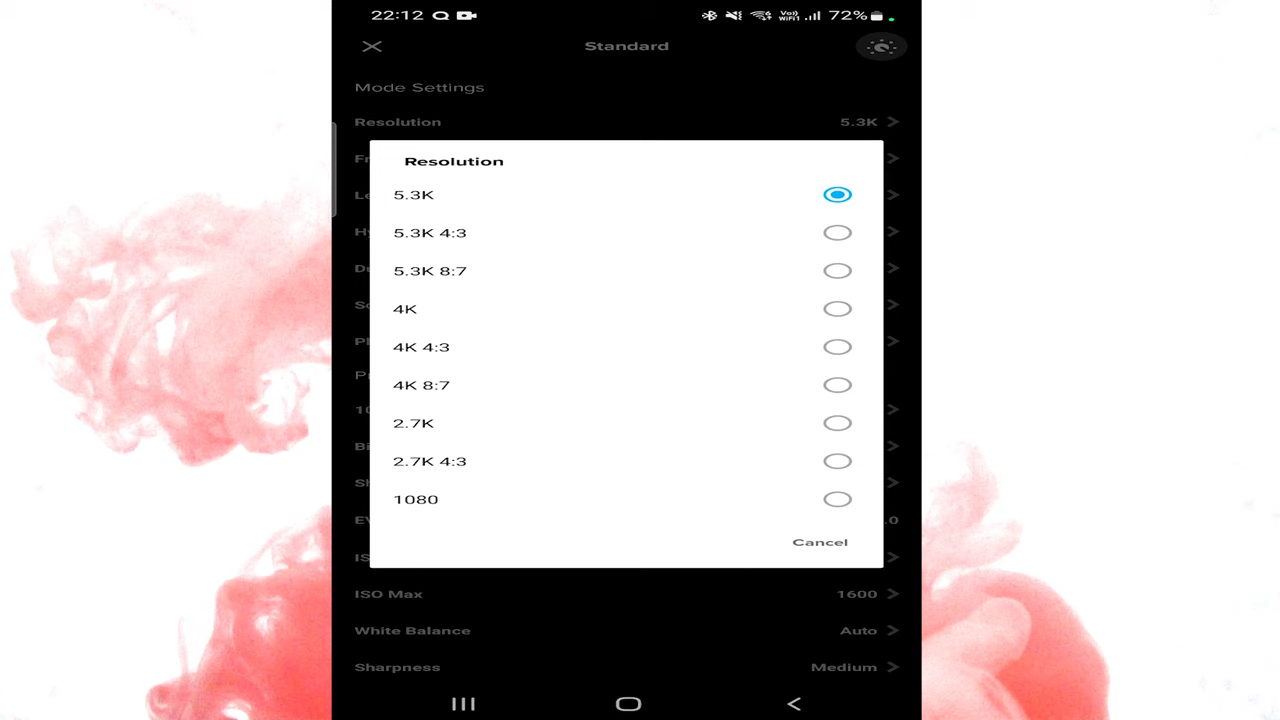 22:12 Vo)) WiFi1 72%
Standard
Mode Settings
Resolution 5.3K
Resolution
5.3K
5.3K 4:3
5.3K 8:7
4K
4K 4:3
4K 8:7
2.7K
2.7K 4:3
1080
Cancel
ISO Max 1600
White Balance Auto
Sharpness Medium